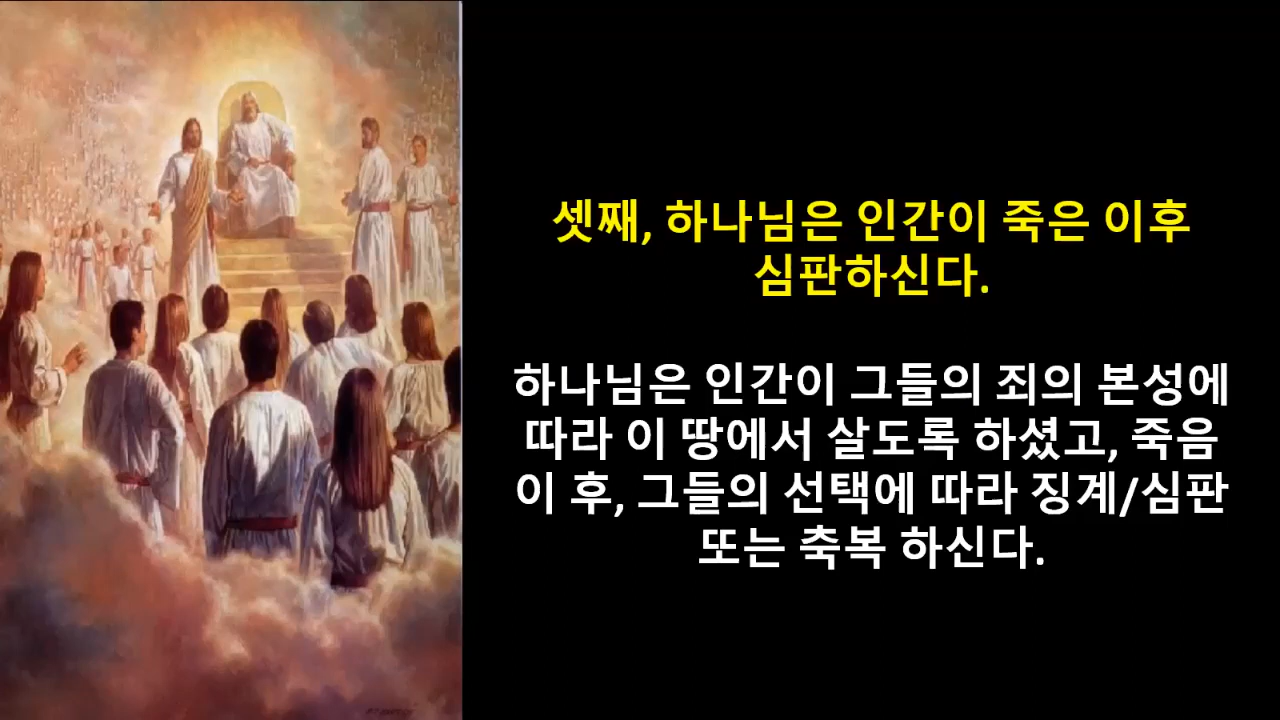 셋째, 하나님은 인간이 죽은 이후
심판하신다.
하나님은 인간이 그들의 죄의 본성에
따라 이 땅에서 살도록 하셨고, 죽음
이 후, 그들의 선택에 따라 징계/심판
또는 축복 하신다.